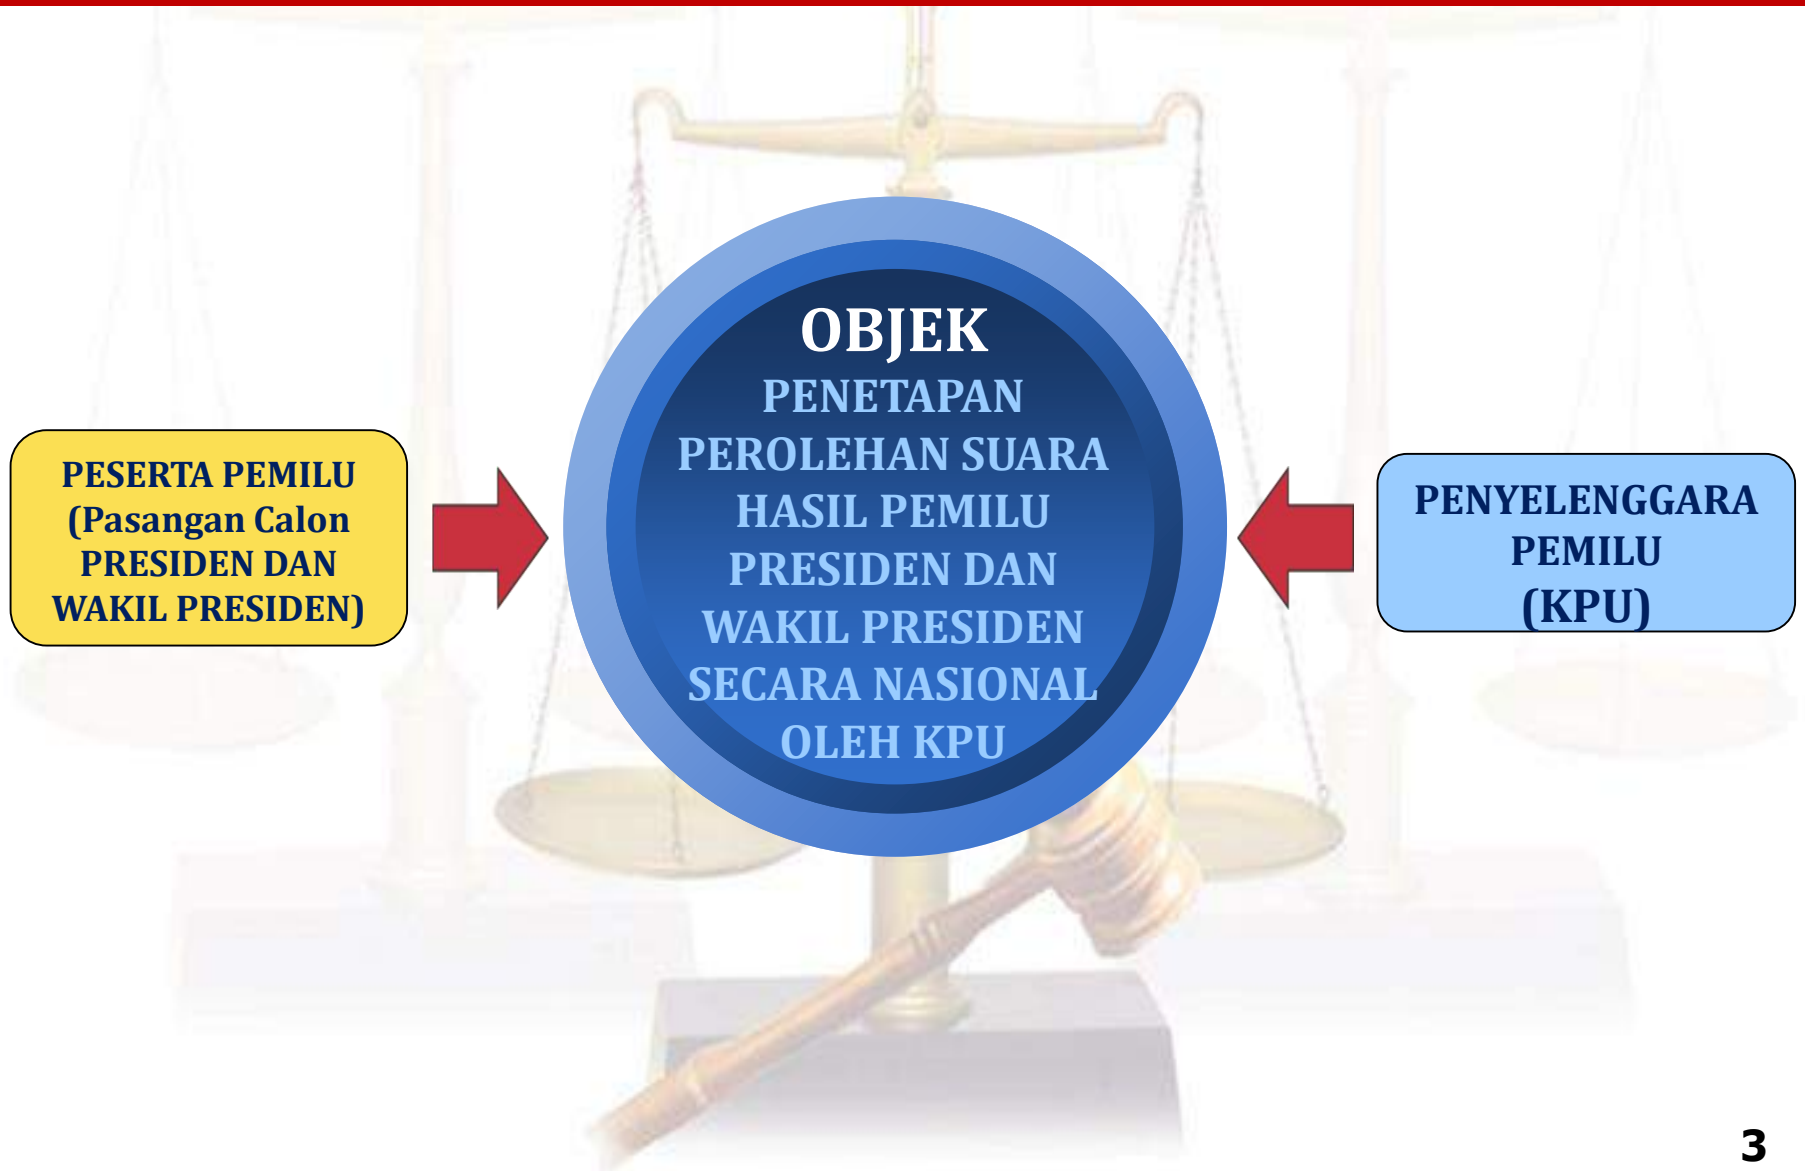 OBJEK
PENETAPAN
PEROLEHAN SUARA
HASIL PEMILU
PRESIDEN DAN
WAKIL PRESIDEN
SECARA NASIONAL
OLEH KPU
PESERTA PEMILU
(Pasangan Calon
PRESIDEN DAN
WAKIL PRESIDEN)
PENYELENGGARA
PEMILU
(KPU)
3